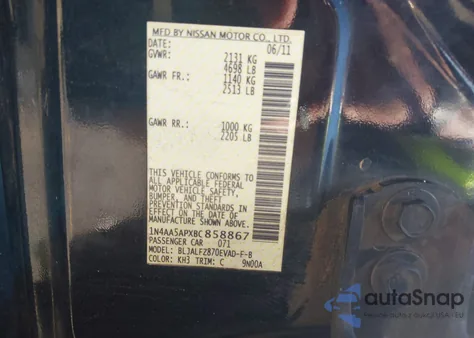 MFD BY NISSAN MOTOR CO., LTD.
DATE: 06/11
GVWR: 2131 KG
4698 LB
GAWR FR.: 1140 KG
2513 LB
GAWR RR.: 1000 KG
2205 LB
THIS VEHICLE CONFORMS TO
ALL APPLICABLE FEDERAL
MOTOR VEHICLE SAFETY,
BUMPER, AND THEFT
PREVENTION STANDARDS
IN EFFECT ON THE DATE OF
MANUFACTURE SHOWN ABOVE.
1N4AA5APXBC858867
PASSENGER CAR 071
MODEL: BLJALFZ870EVAD-F-B
COLOR: KH3 TRIM: C 9N00A
autaSnap